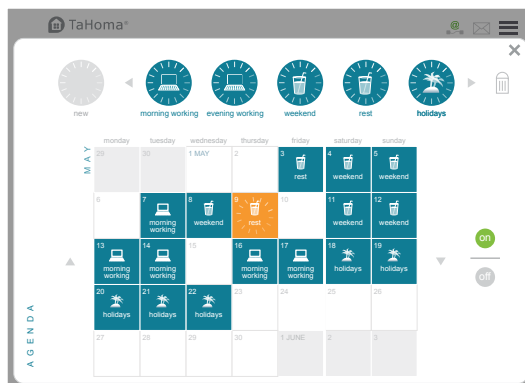 TaHoma®
@
new
morning working
evening working
weekend
rest
holidays
MAY
monday tuesday wednesday thursday friday saturday sunday
29 30 1 MAY 2 3 4 5
rest weekend weekend
6 7 8 9 10 11 12
morning working weekend rest weekend weekend
13 14 15 16 17 18 19
morning working morning working morning working morning working holidays holidays
20 21 22 23 24 25 26
holidays holidays holidays
27 28 29 30 1 JUNE 2 3
on
off
AGENDA